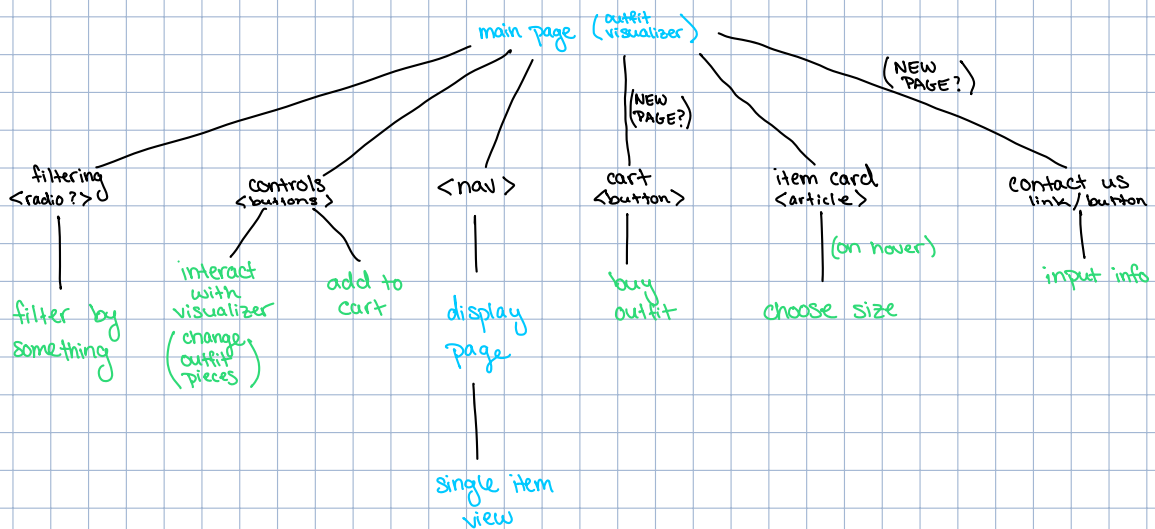 main page (outfit visualizer)
(NEW PAGE?)
(NEW PAGE?)
filtering
<radio?>
controls
<buttons>
<nav>
cart
<button>
item card
<article>
contact us
link/button
filter by
something
interact
with
visualizer
(change
outfit
pieces)
add to
cart
display
page
single item
view
buy
outfit
(on hover)
choose size
input info